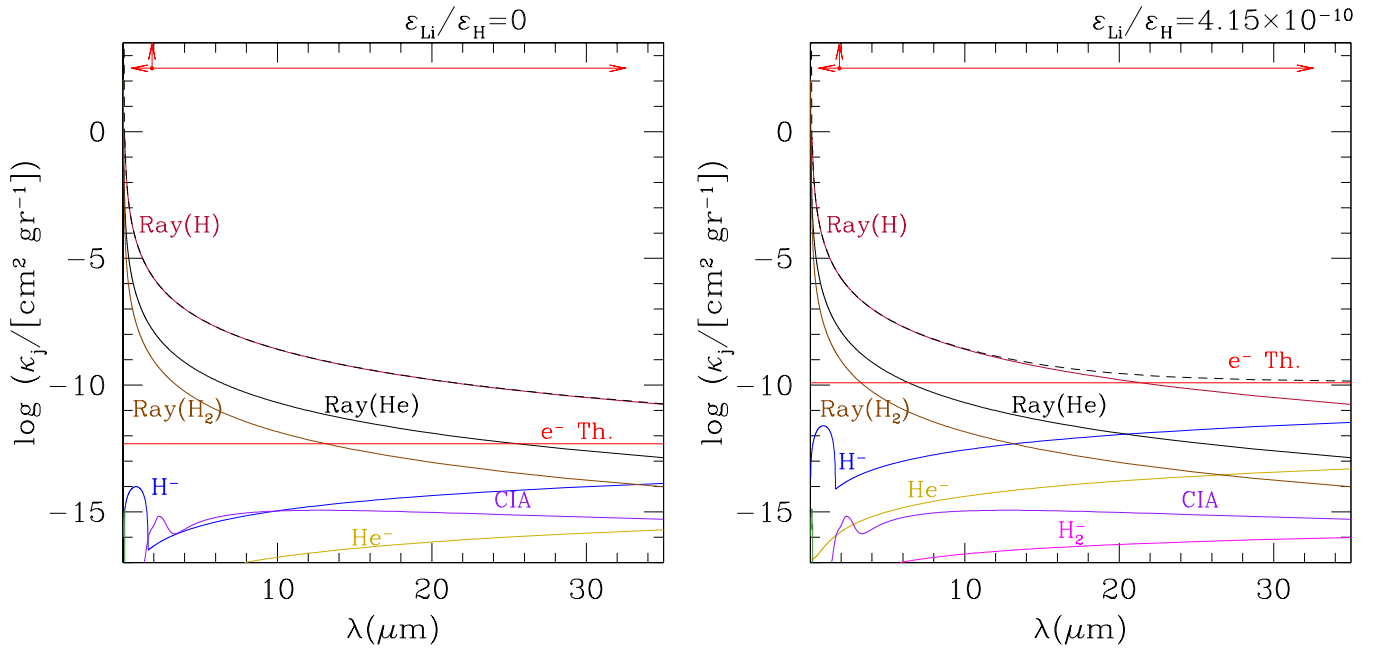 ε_Li/ε_H=0
log (κ_j/[cm² gr⁻¹])
0
−5
−10
−15
Ray(H)
Ray(He)
Ray(H₂)
e⁻ Th.
H⁻
CIA
He⁻
10
20
30
λ(μm)
ε_Li/ε_H=4.15×10⁻¹⁰
log (κ_j/[cm² gr⁻¹])
0
−5
−10
−15
Ray(H)
e⁻ Th.
Ray(He)
Ray(H₂)
H⁻
He⁻
CIA
H₂⁻
10
20
30
λ(μm)